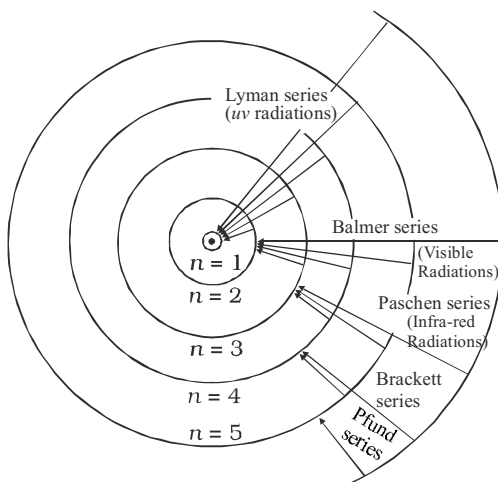 Lyman series
(uv radiations)
Balmer series
(Visible
Radiations)
n = 1
n = 2
Paschen series
(Infra-red
Radiations)
n = 3
Brackett
series
n = 4
Pfund
series
n = 5